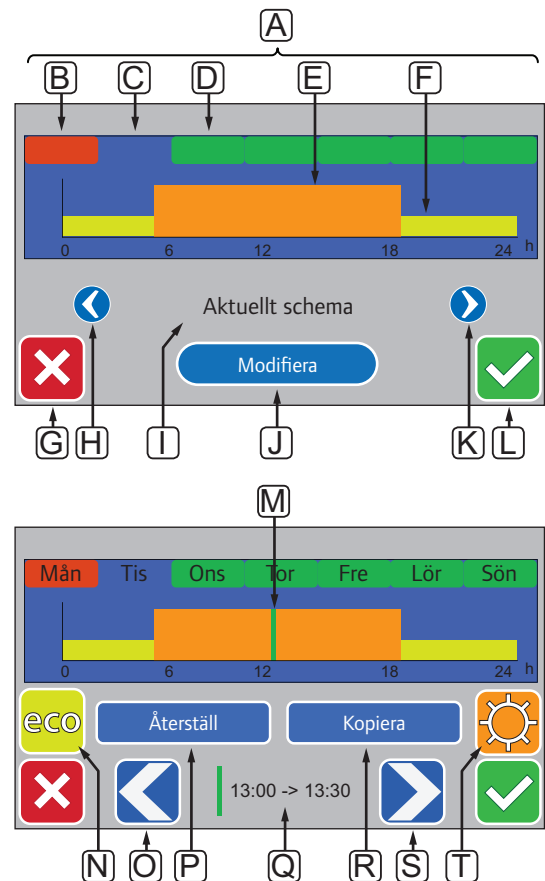 A
B C D E F
0 6 12 18 24 h
Aktuellt schema
Modifiera
G H I J K L
M
Mån Tis Ons Tor Fre Lör Sön
0 6 12 18 24 h
eco Återställ Kopiera
13:00 -> 13:30
N O P Q R S T